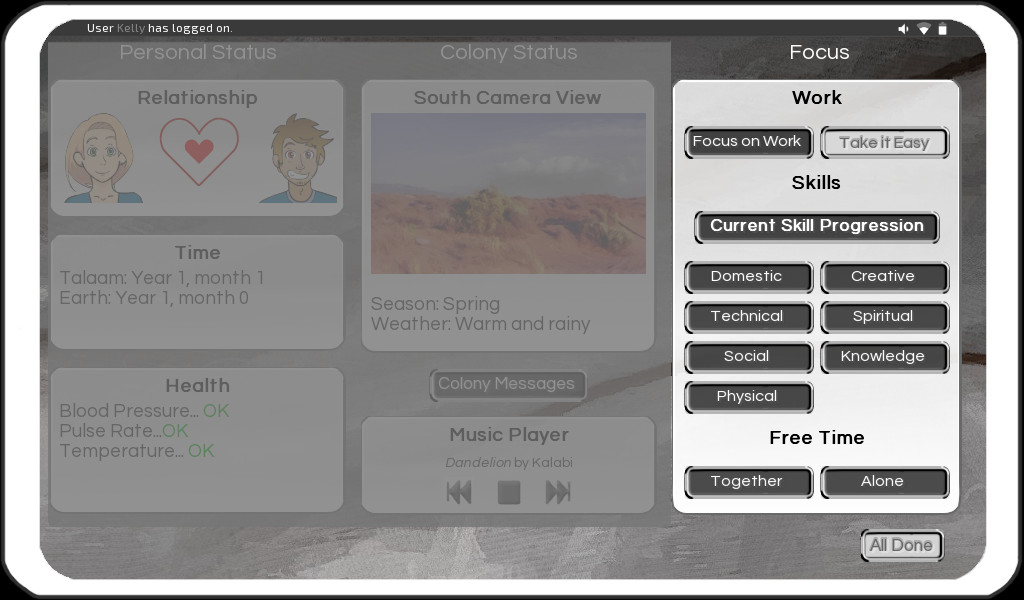 User Kelly has logged on.
Personal Status
Relationship
Time
Talaam: Year 1, month 1
Earth: Year 1, month 0
Health
Blood Pressure... OK
Pulse Rate...OK
Temperature... OK
Colony Status
South Camera View
Season: Spring
Weather: Warm and rainy
Colony Messages
Music Player
Dandelion by Kalabi
Focus
Work
Focus on Work
Take it Easy
Skills
Current Skill Progression
Domestic
Creative
Technical
Spiritual
Social
Knowledge
Physical
Free Time
Together
Alone
All Done